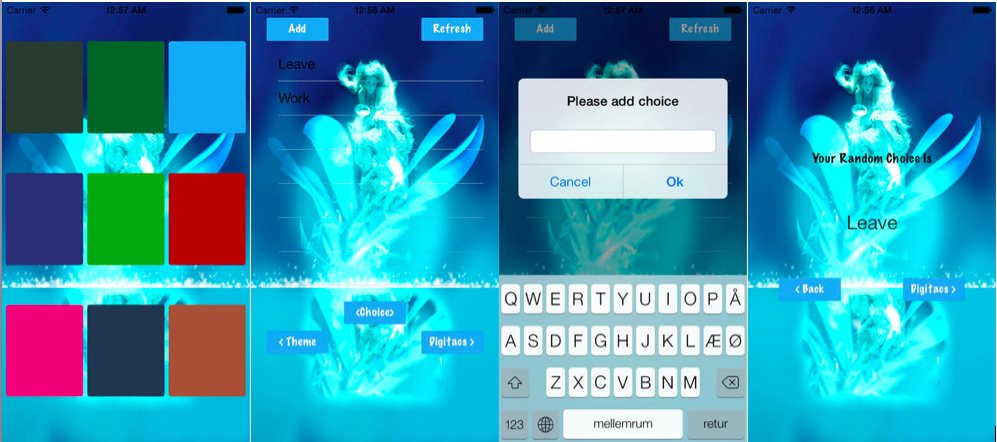 Carrier 12:57 AM
Carrier 12:58 AM
Add Refresh
Leave
Work
<Choice>
< Theme Digitacs >
Carrier 12:57 AM
Add Refresh
Please add choice
Cancel Ok
Q W E R T Y U I O P Å
A S D F G H J K L Æ Ø
Z X C V B N M
123 mellemrum retur
Carrier 12:58 AM
Your Random Choice Is
Leave
< Back Digitacs >